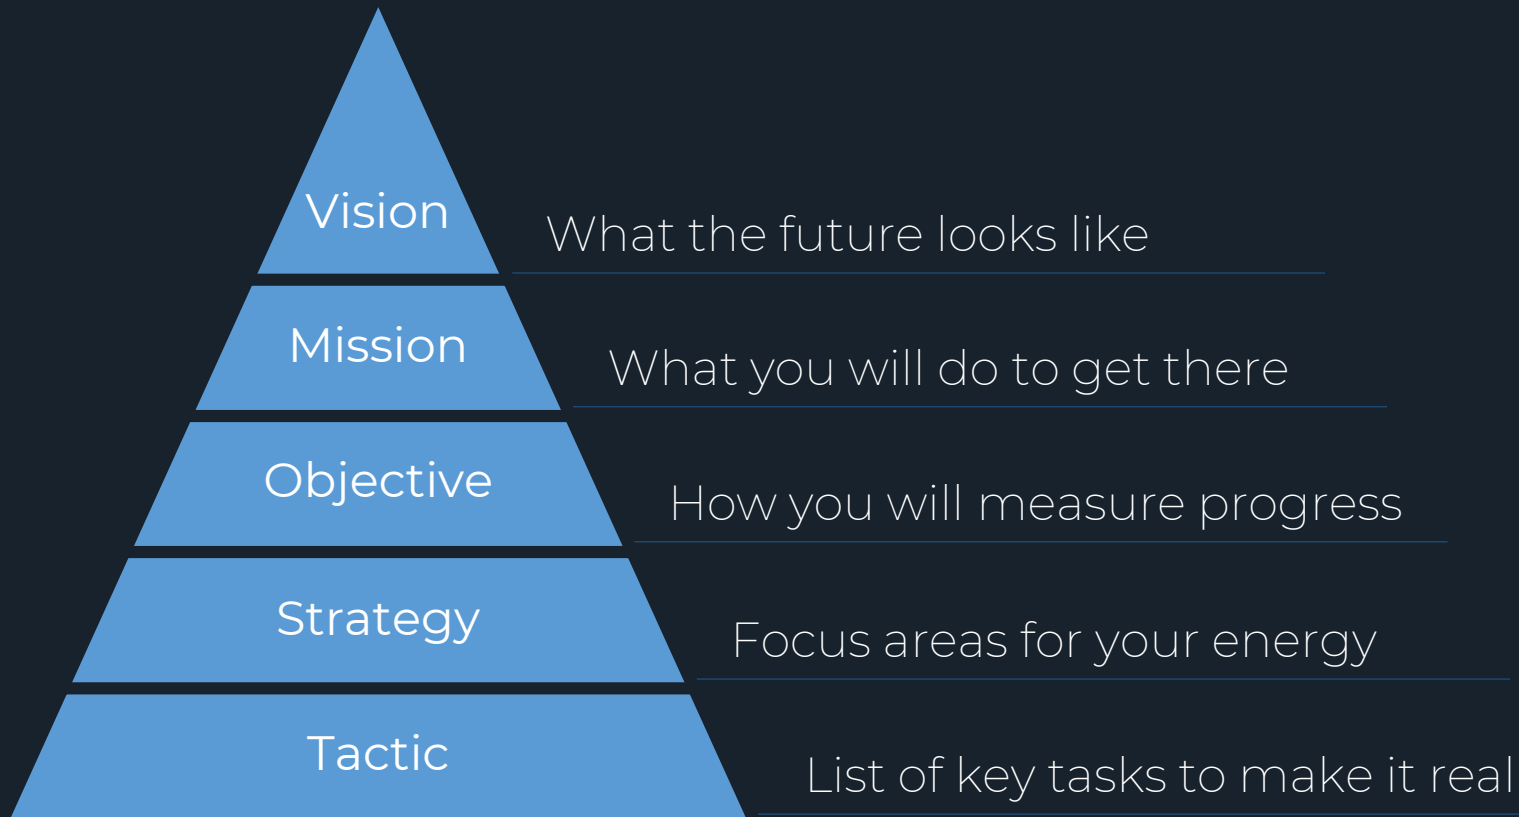 Vision
What the future looks like
Mission
What you will do to get there
Objective
How you will measure progress
Strategy
Focus areas for your energy
Tactic
List of key tasks to make it real